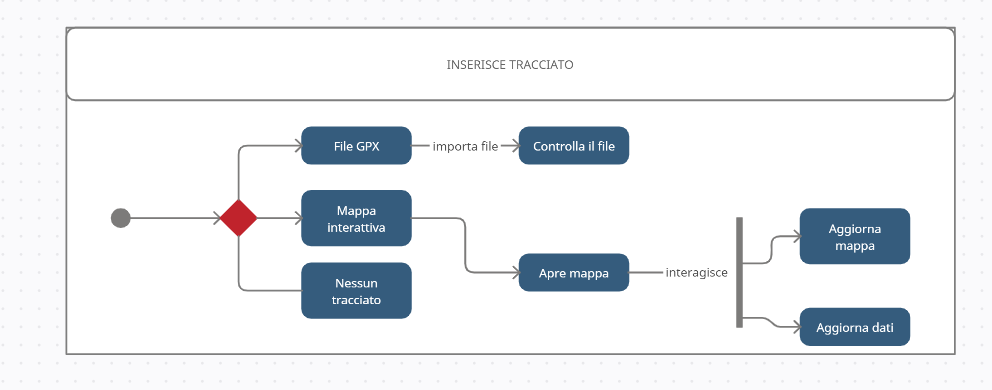 INSERISCE TRACCIATO
File GPX
importa file
Controlla il file
Mappa
interattiva
Nessun
tracciato
Apre mappa
interagisce
Aggiorna
mappa
Aggiorna dati